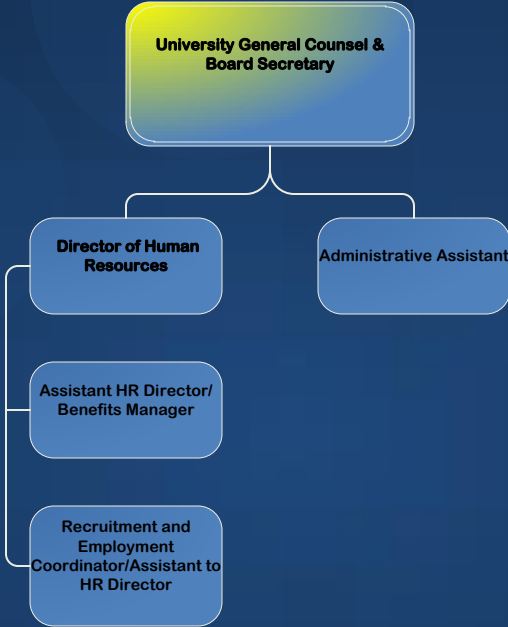 University General Counsel &
Board Secretary
Director of Human
Resources
Administrative Assistant
Assistant HR Director/
Benefits Manager
Recruitment and
Employment
Coordinator/Assistant to
HR Director